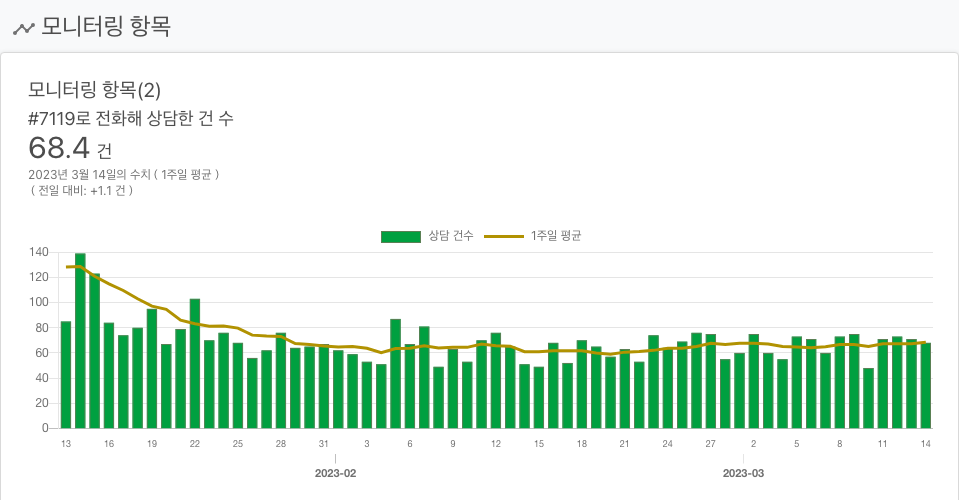 모니터링 항목
모니터링 항목(2)
#7119로 전화해 상담한 건 수
68.4 건
2023년 3월 14일의 수치 ( 1주일 평균 )
( 전일 대비: +1.1 건 )
상담 건수 1주일 평균
140
120
100
80
60
40
20
0
13 16 19 22 25 28 31 3 6 9 12 15 18 21 24 27 2 5 8 11 14
2023-02 2023-03